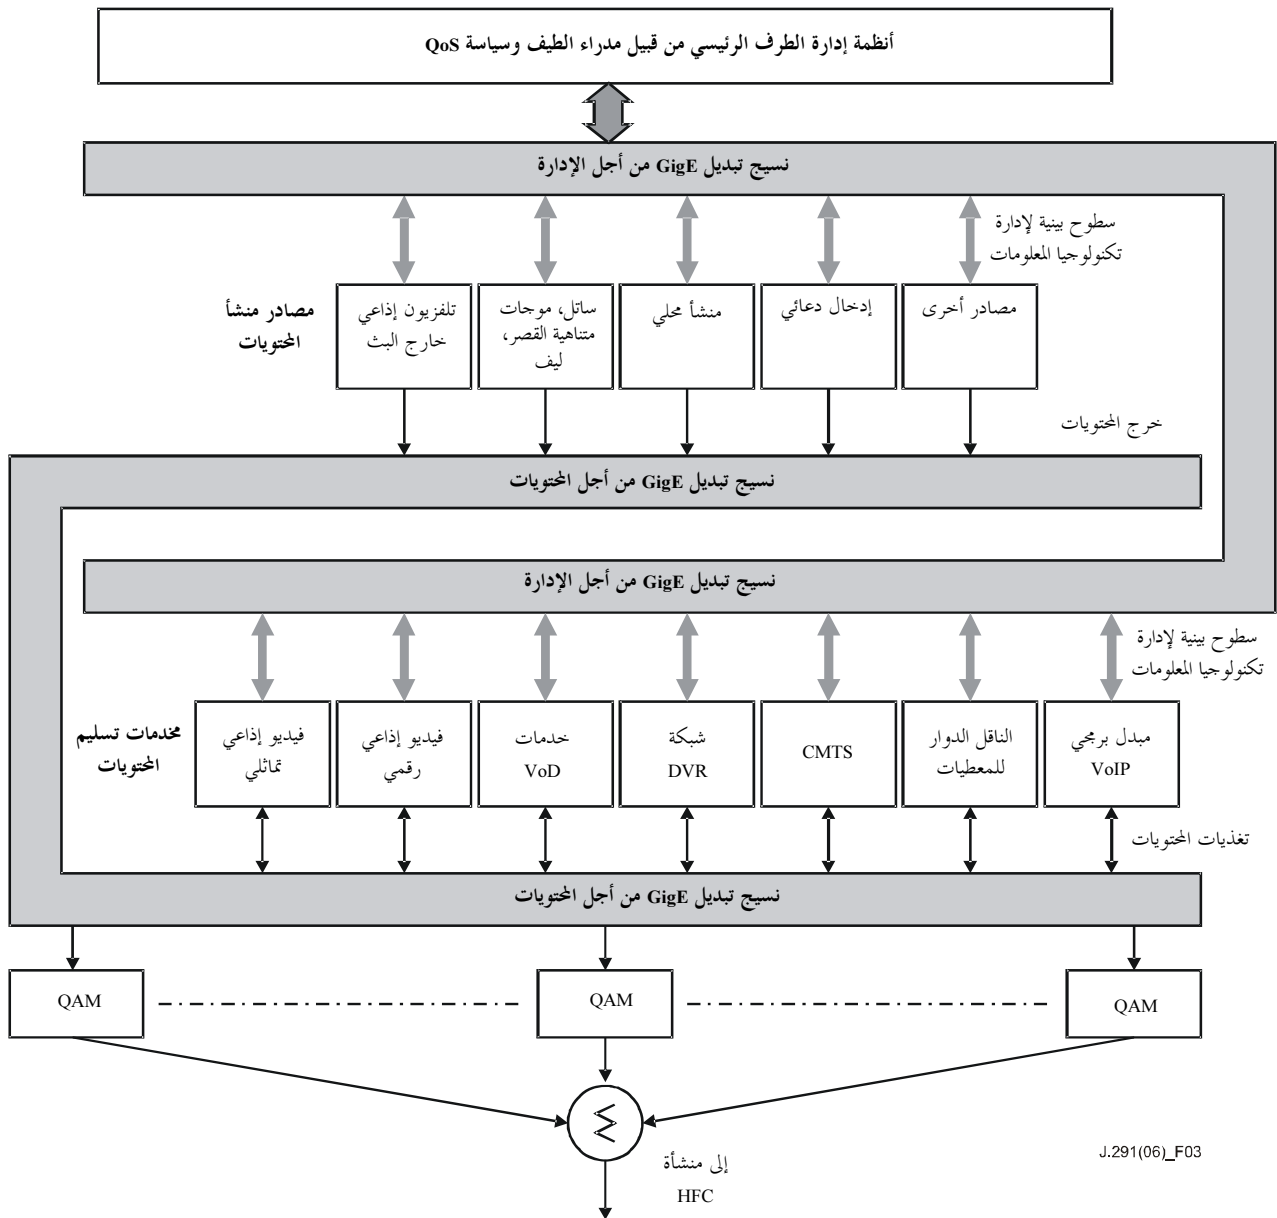 أنظمة إدارة الطرف الرئيسي من قبيل مدراء الطيف وسياسة QoS
نسيج تبديل GigE من أجل الإدارة
سطوح بينية لإدارة
تكنولوجيا المعلومات
مصادر منشأ
المحتويات
تلفزيون إذاعي
خارج البث
ساتل، موجات
متناهية القصر،
ليف
منشأ محلي
إدخال دعائي
مصادر أخرى
خرج المحتويات
نسيج تبديل GigE من أجل المحتويات
نسيج تبديل GigE من أجل الإدارة
سطوح بينية لإدارة
تكنولوجيا المعلومات
مخدمات تسليم
المحتويات
فيديو إذاعي
تماثلي
فيديو إذاعي
رقمي
خدمات
VoD
شبكة
DVR
CMTS
الناقل الدوار
للمعطيات
مبدل برمجي
VoIP
تغذيات المحتويات
نسيج تبديل GigE من أجل المحتويات
QAM
QAM
QAM
إلى منشأة
HFC
J.291(06)_F03